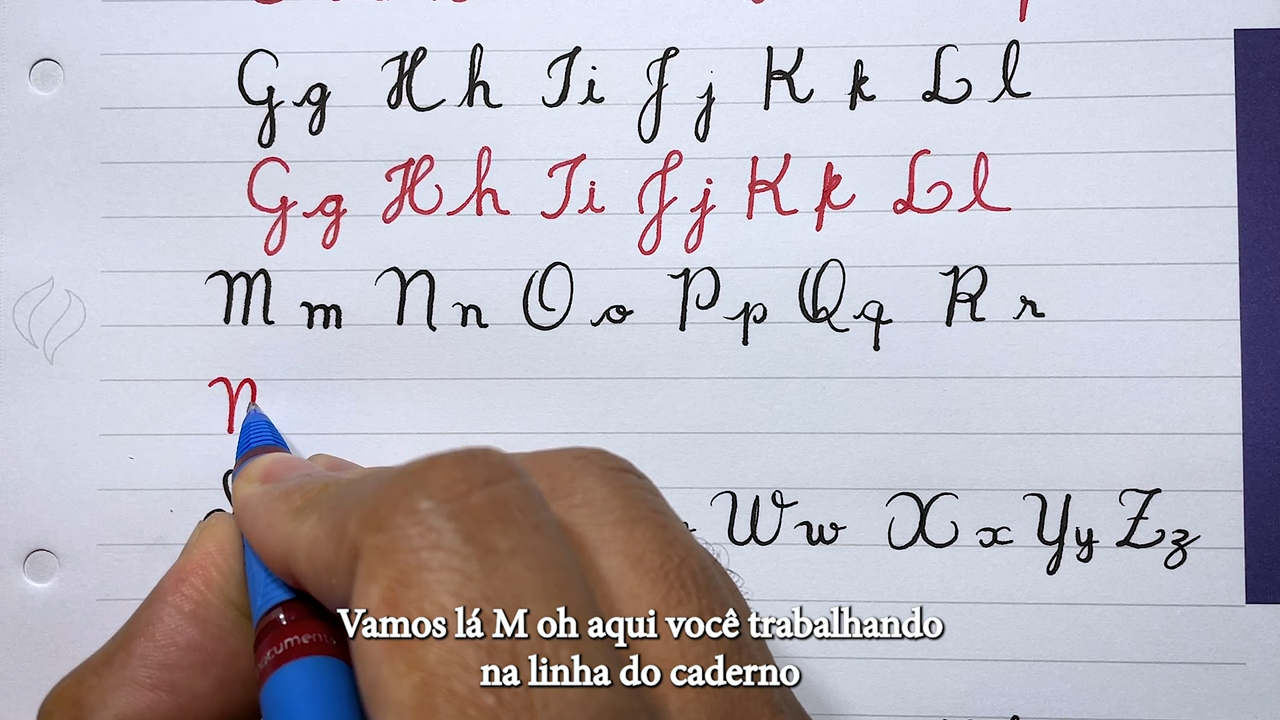 Gg Hh Ii Jj Kk Ll
Gg Hh Ii Jj Kk Ll
Mm Nn Oo Pp Qq Rr
Ww Xx Yy Zz
Vamos lá M oh aqui você trabalhando
na linha do caderno